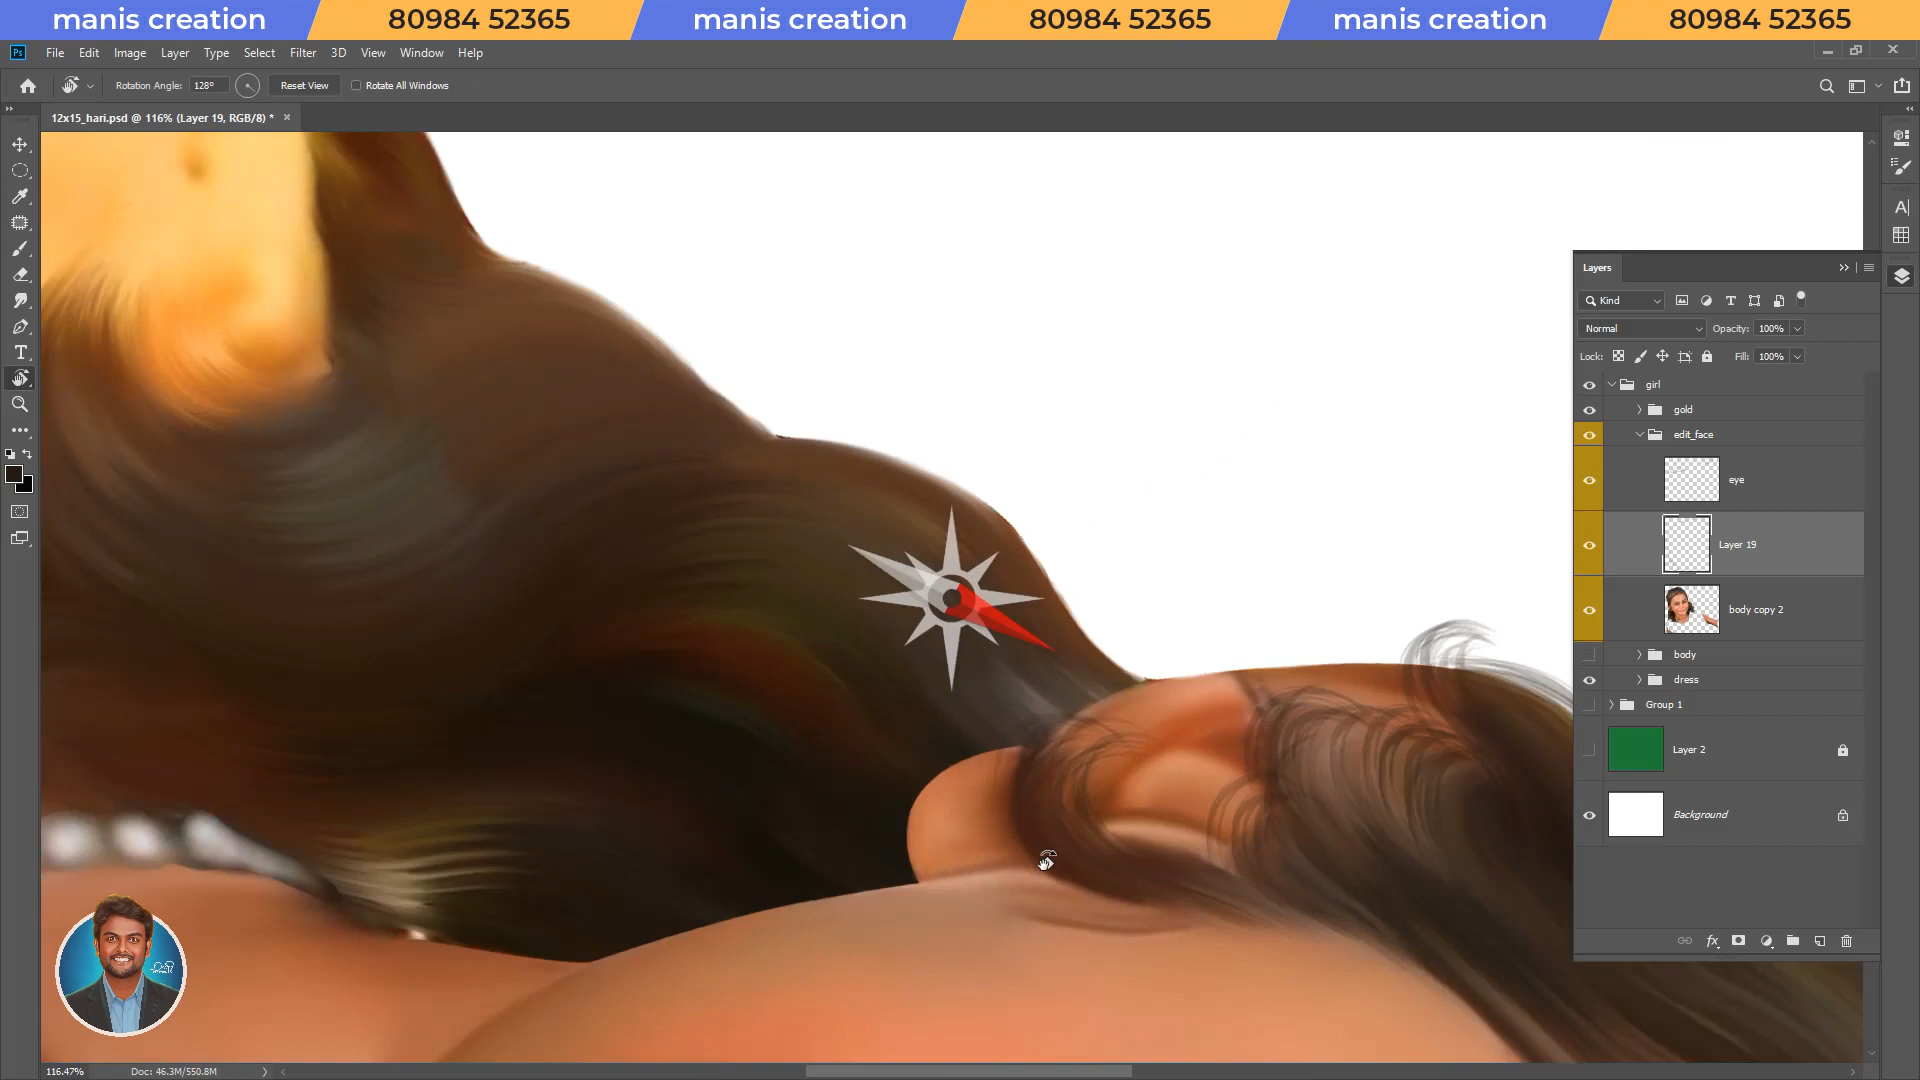 manis creation 80984 52365 manis creation 80984 52365 manis creation 80984 52365
Ps File Edit Image Layer Type Select Filter 3D View Window Help
Rotation Angle: 128° Reset View Rotate All Windows
12x15_hari.psd @ 116% (Layer 19, RGB/8) *
Layers
Kind
Normal Opacity: 100%
Lock: Fill: 100%
girl
gold
edit_face
eye
Layer 19
body copy 2
body
dress
Group 1
Layer 2
Background
116.47% Doc: 46.3M/550.8M